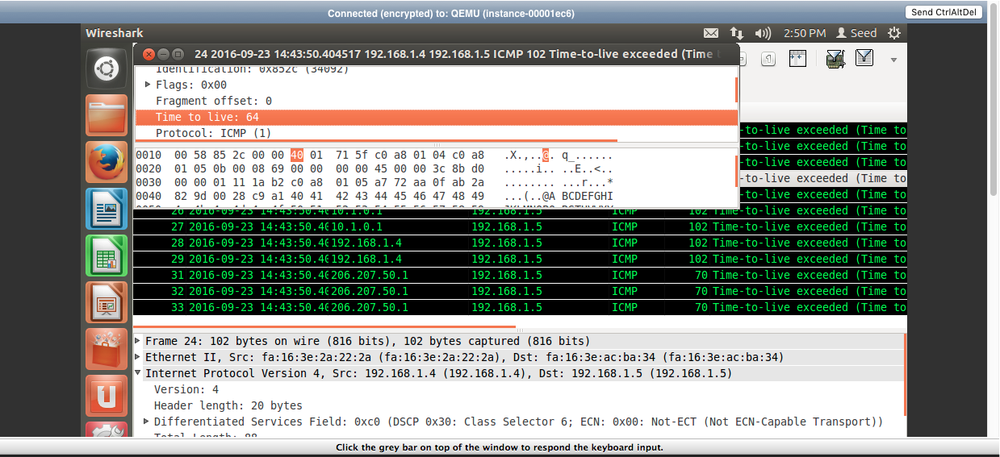 Connected (encrypted) to: QEMU (instance-00001ec6)
Send CtrlAltDel
Wireshark
2:50 PM
Seed
24 2016-09-23 14:43:50.404517 192.168.1.4 192.168.1.5 ICMP 102 Time-to-live exceeded (Time t
Identification: 0x852c (34092)
Flags: 0x00
Fragment offset: 0
Time to live: 64
Protocol: ICMP (1)
0010 00 58 85 2c 00 00 40 01 71 5f c0 a8 01 04 c0 a8 .X.,..@. q_......
0020 01 05 0b 00 08 69 00 00 00 00 45 00 00 3c 8b d0 .....i.. ..E..<..
0030 00 00 01 11 1a b2 c0 a8 01 05 a7 72 aa 0f ab 2a ........ ...r...*
0040 82 9d 00 28 c9 a1 40 41 42 43 44 45 46 47 48 49 ...(..@A BCDEFGHI
-to-live exceeded (Time to
-to-live exceeded (Time to
-to-live exceeded (Time to
-to-live exceeded (Time to
-to-live exceeded (Time to
26 2016-09-23 14:43:50.40 10.1.0.1 192.168.1.5 ICMP 102 Time-to-live exceeded (Time to
27 2016-09-23 14:43:50.40 10.1.0.1 192.168.1.5 ICMP 102 Time-to-live exceeded (Time to
28 2016-09-23 14:43:50.40 192.168.1.4 192.168.1.5 ICMP 102 Time-to-live exceeded (Time to
29 2016-09-23 14:43:50.40 192.168.1.4 192.168.1.5 ICMP 102 Time-to-live exceeded (Time to
31 2016-09-23 14:43:50.40 206.207.50.1 192.168.1.5 ICMP 70 Time-to-live exceeded (Time to
32 2016-09-23 14:43:50.40 206.207.50.1 192.168.1.5 ICMP 70 Time-to-live exceeded (Time to
33 2016-09-23 14:43:50.40 206.207.50.1 192.168.1.5 ICMP 70 Time-to-live exceeded (Time to
Frame 24: 102 bytes on wire (816 bits), 102 bytes captured (816 bits)
Ethernet II, Src: fa:16:3e:2a:22:2a (fa:16:3e:2a:22:2a), Dst: fa:16:3e:ac:ba:34 (fa:16:3e:ac:ba:34)
Internet Protocol Version 4, Src: 192.168.1.4 (192.168.1.4), Dst: 192.168.1.5 (192.168.1.5)
Version: 4
Header length: 20 bytes
Differentiated Services Field: 0xc0 (DSCP 0x30: Class Selector 6; ECN: 0x00: Not-ECT (Not ECN-Capable Transport))
Total Length: 88
Click the grey bar on top of the window to respond the keyboard input.